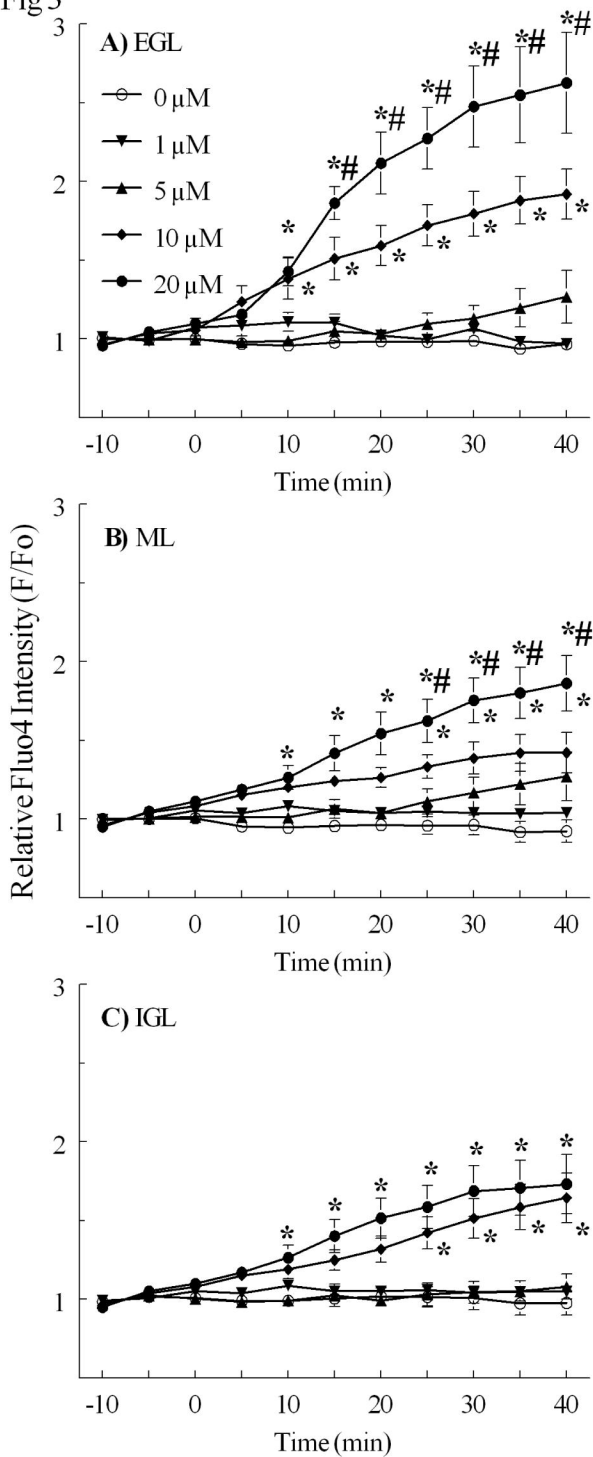 Fig 3
3
A) EGL
*#
*#
*#
*#
*#
*#
*
0 µM
1 µM
5 µM
10 µM
20 µM
* * * * * * *
2
1
-10 0 10 20 30 40
Time (min)
Relative Fluo4 Intensity (F/Fo)
3
B) ML
* * * *# *# *# *#
* * * *
2
1
-10 0 10 20 30 40
Time (min)
3
C) IGL
* * * * * * *
* * * *
2
1
-10 0 10 20 30 40
Time (min)